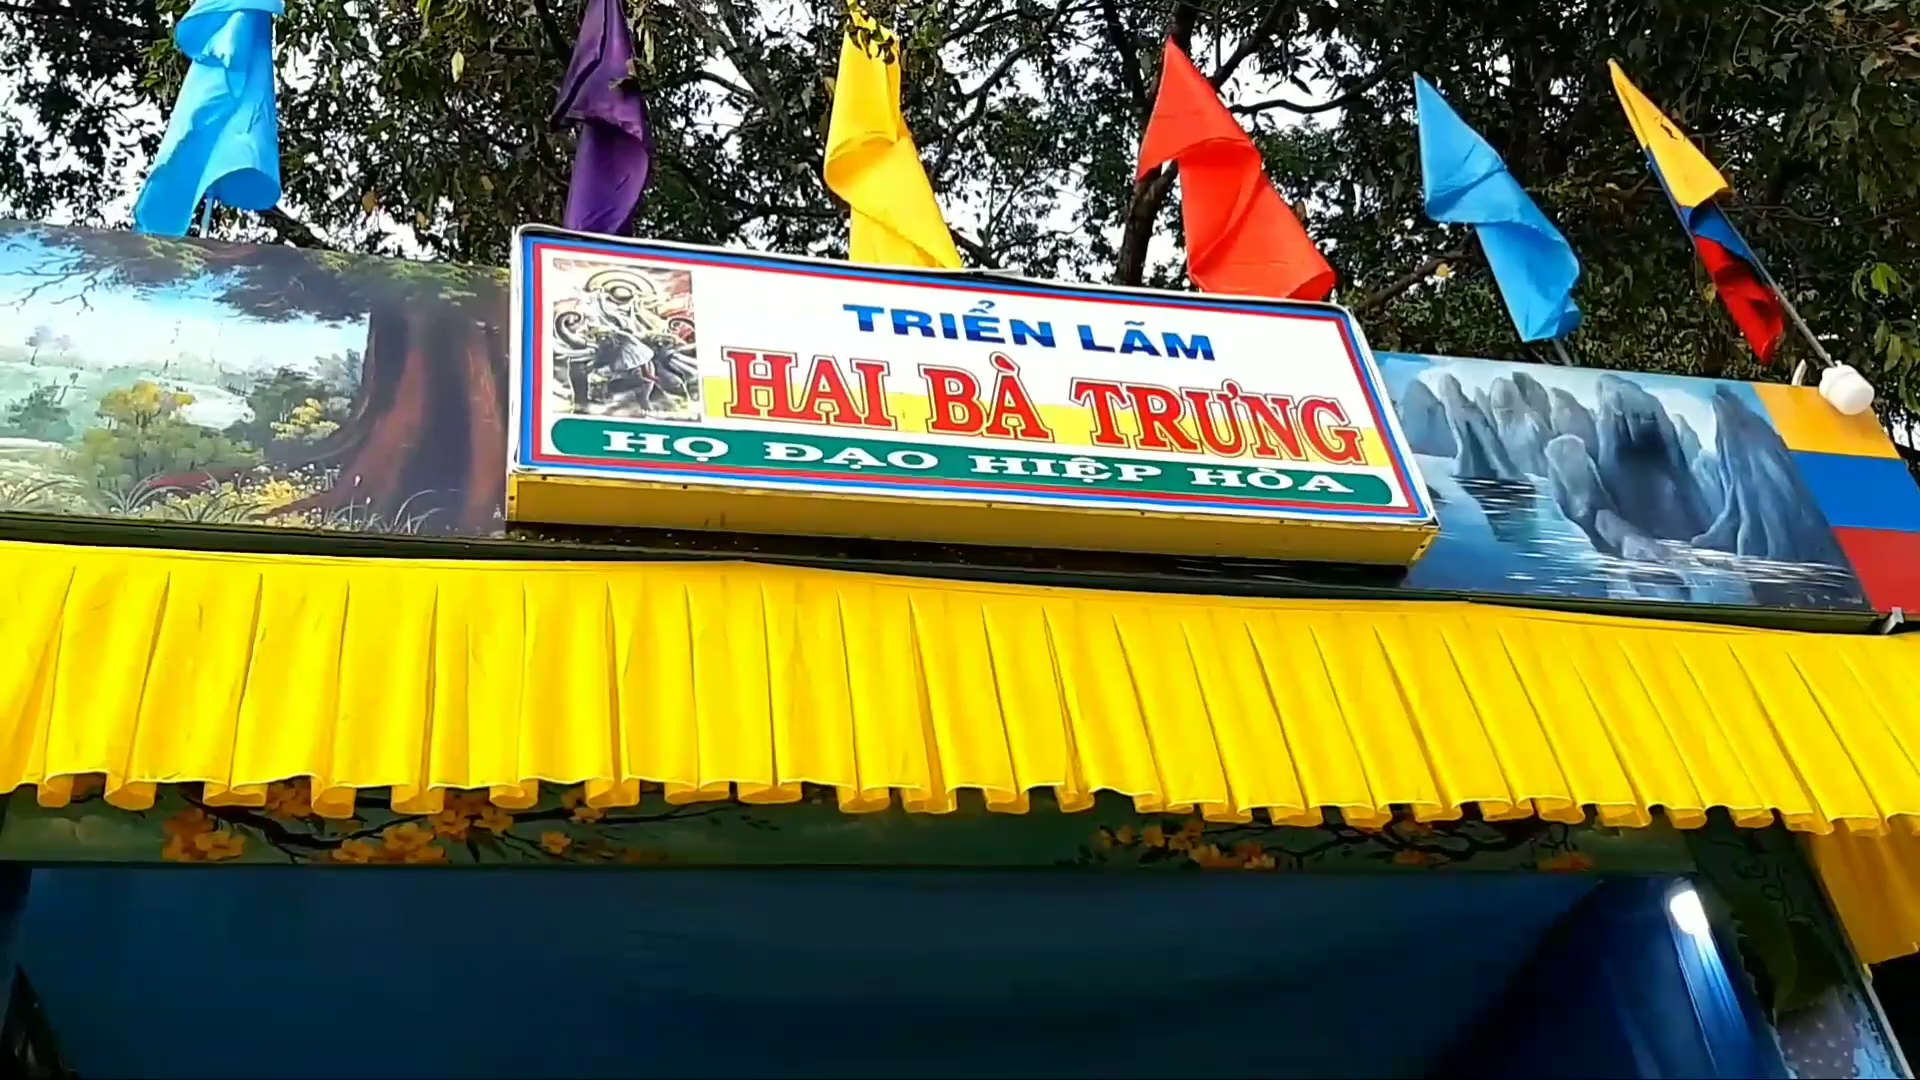 TRIỂN LÃM
HAI BÀ TRƯNG
HỌ ĐẠO HIỆP HÒA